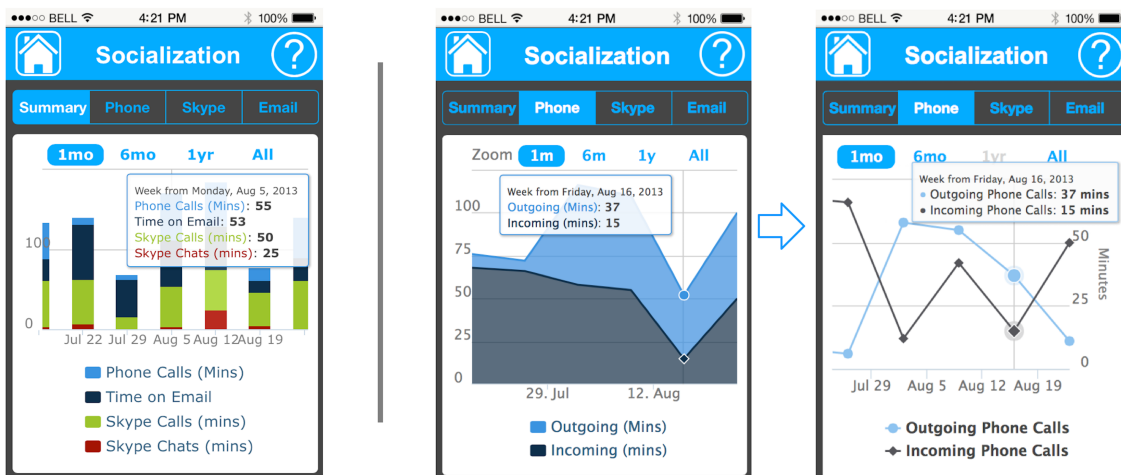 BELL 4:21 PM 100%
Socialization ?
Summary Phone Skype Email
1mo 6mo 1yr All
Week from Monday, Aug 5, 2013
Phone Calls (Mins): 55
Time on Email: 53
Skype Calls (mins): 50
Skype Chats (mins): 25
10
0
Jul 22 Jul 29 Aug 5 Aug 12 Aug 19
Phone Calls (Mins)
Time on Email
Skype Calls (mins)
Skype Chats (mins)
BELL 4:21 PM 100%
Socialization ?
Summary Phone Skype Email
Zoom 1m 6m 1y All
Week from Friday, Aug 16, 2013
Outgoing (Mins): 37
Incoming (mins): 15
100
75
50
25
0
29. Jul 12. Aug
Outgoing (Mins)
Incoming (mins)
BELL 4:21 PM 100%
Socialization ?
Summary Phone Skype Email
1mo 6mo 1yr All
Week from Friday, Aug 16, 2013
Outgoing Phone Calls: 37 mins
Incoming Phone Calls: 15 mins
50
25
0
Minutes
Jul 29 Aug 5 Aug 12 Aug 19
Outgoing Phone Calls
Incoming Phone Calls